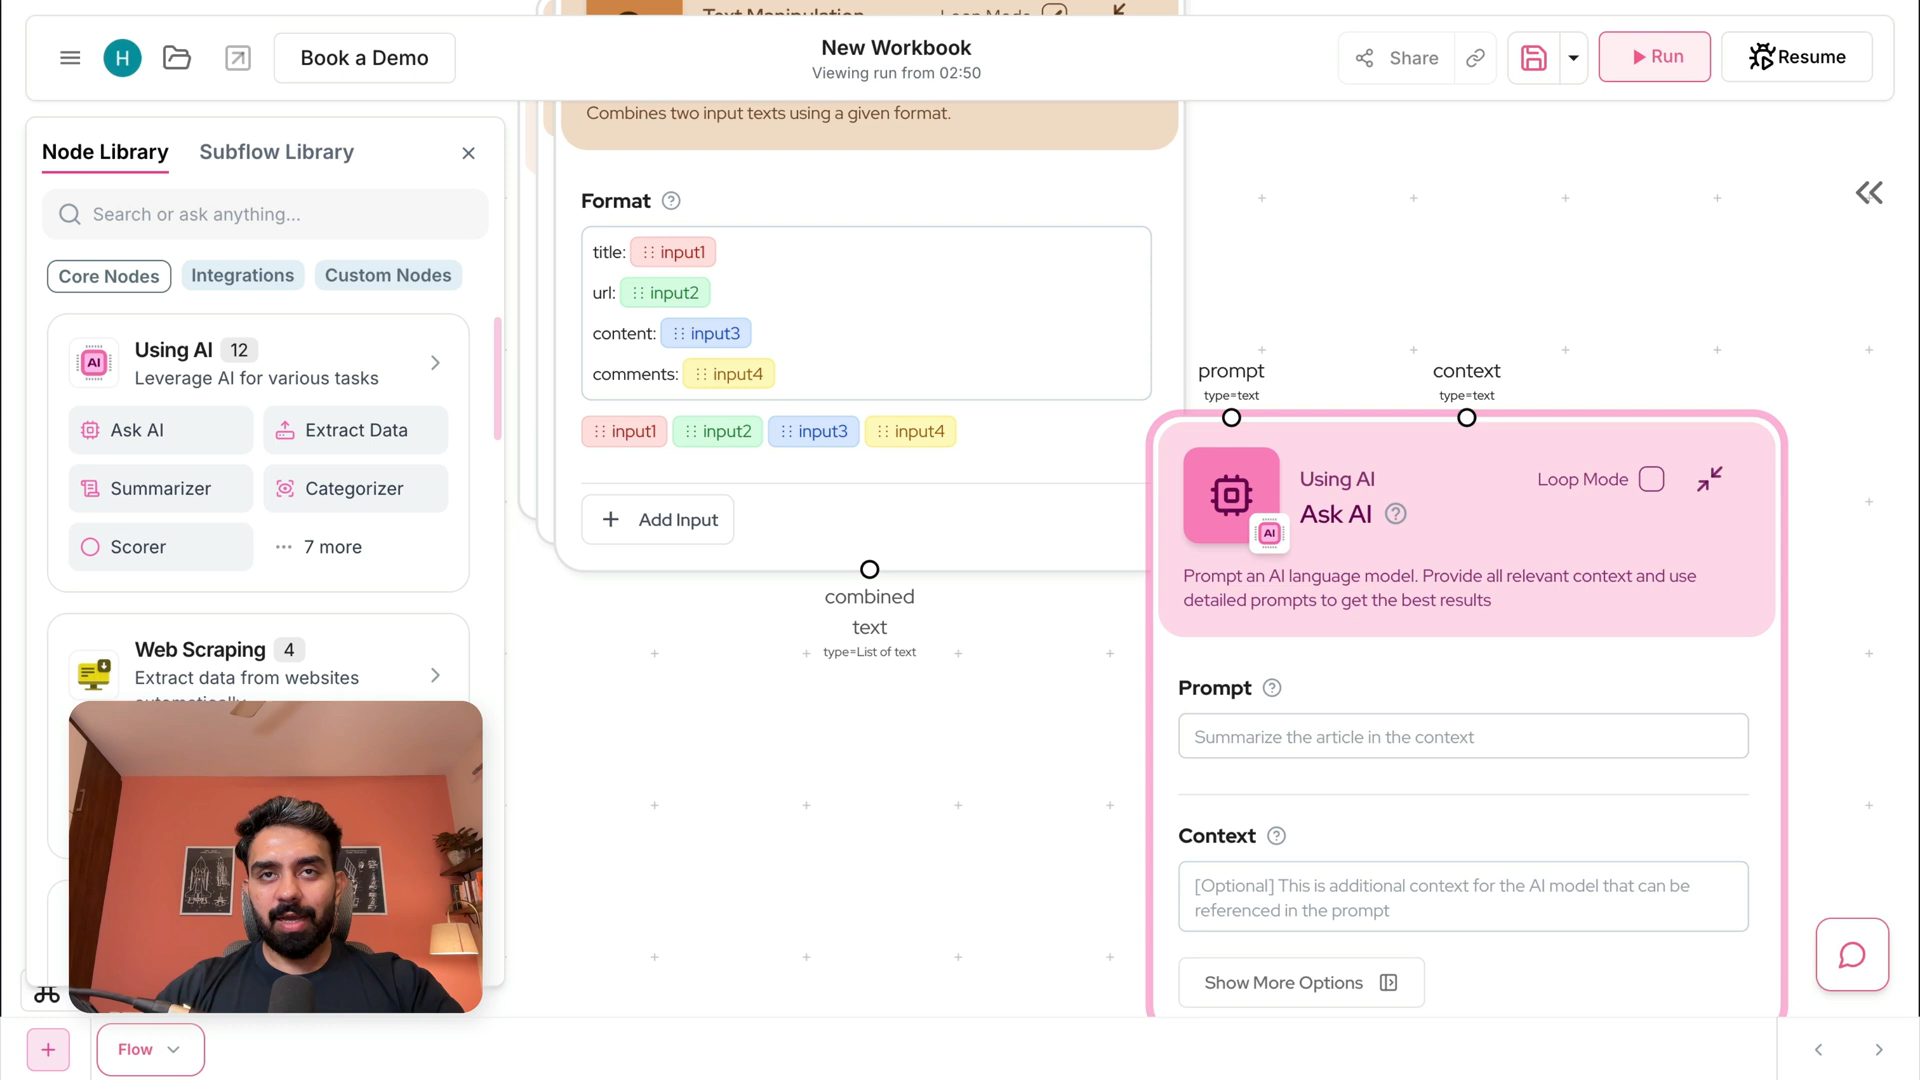 Text Manipulation
Loop Mode
H
Book a Demo
New Workbook
Viewing run from 02:50
Share
Run
Resume
Combines two input texts using a given format.
Node Library
Subflow Library
Search or ask anything...
Core Nodes
Integrations
Custom Nodes
Using AI 12
Leverage AI for various tasks
AI
Ask AI
Extract Data
Summarizer
Categorizer
Scorer
7 more
Web Scraping 4
Extract data from websites
automatically
Flow
Format
title: input1
url: input2
content: input3
comments: input4
input1 input2 input3 input4
Add Input
combined
text
type=List of text
prompt
type=text
context
type=text
Using AI
Loop Mode
Ask AI
AI
Prompt an AI language model. Provide all relevant context and use
detailed prompts to get the best results
Prompt
Summarize the article in the context
Context
[Optional] This is additional context for the AI model that can be
referenced in the prompt
Show More Options